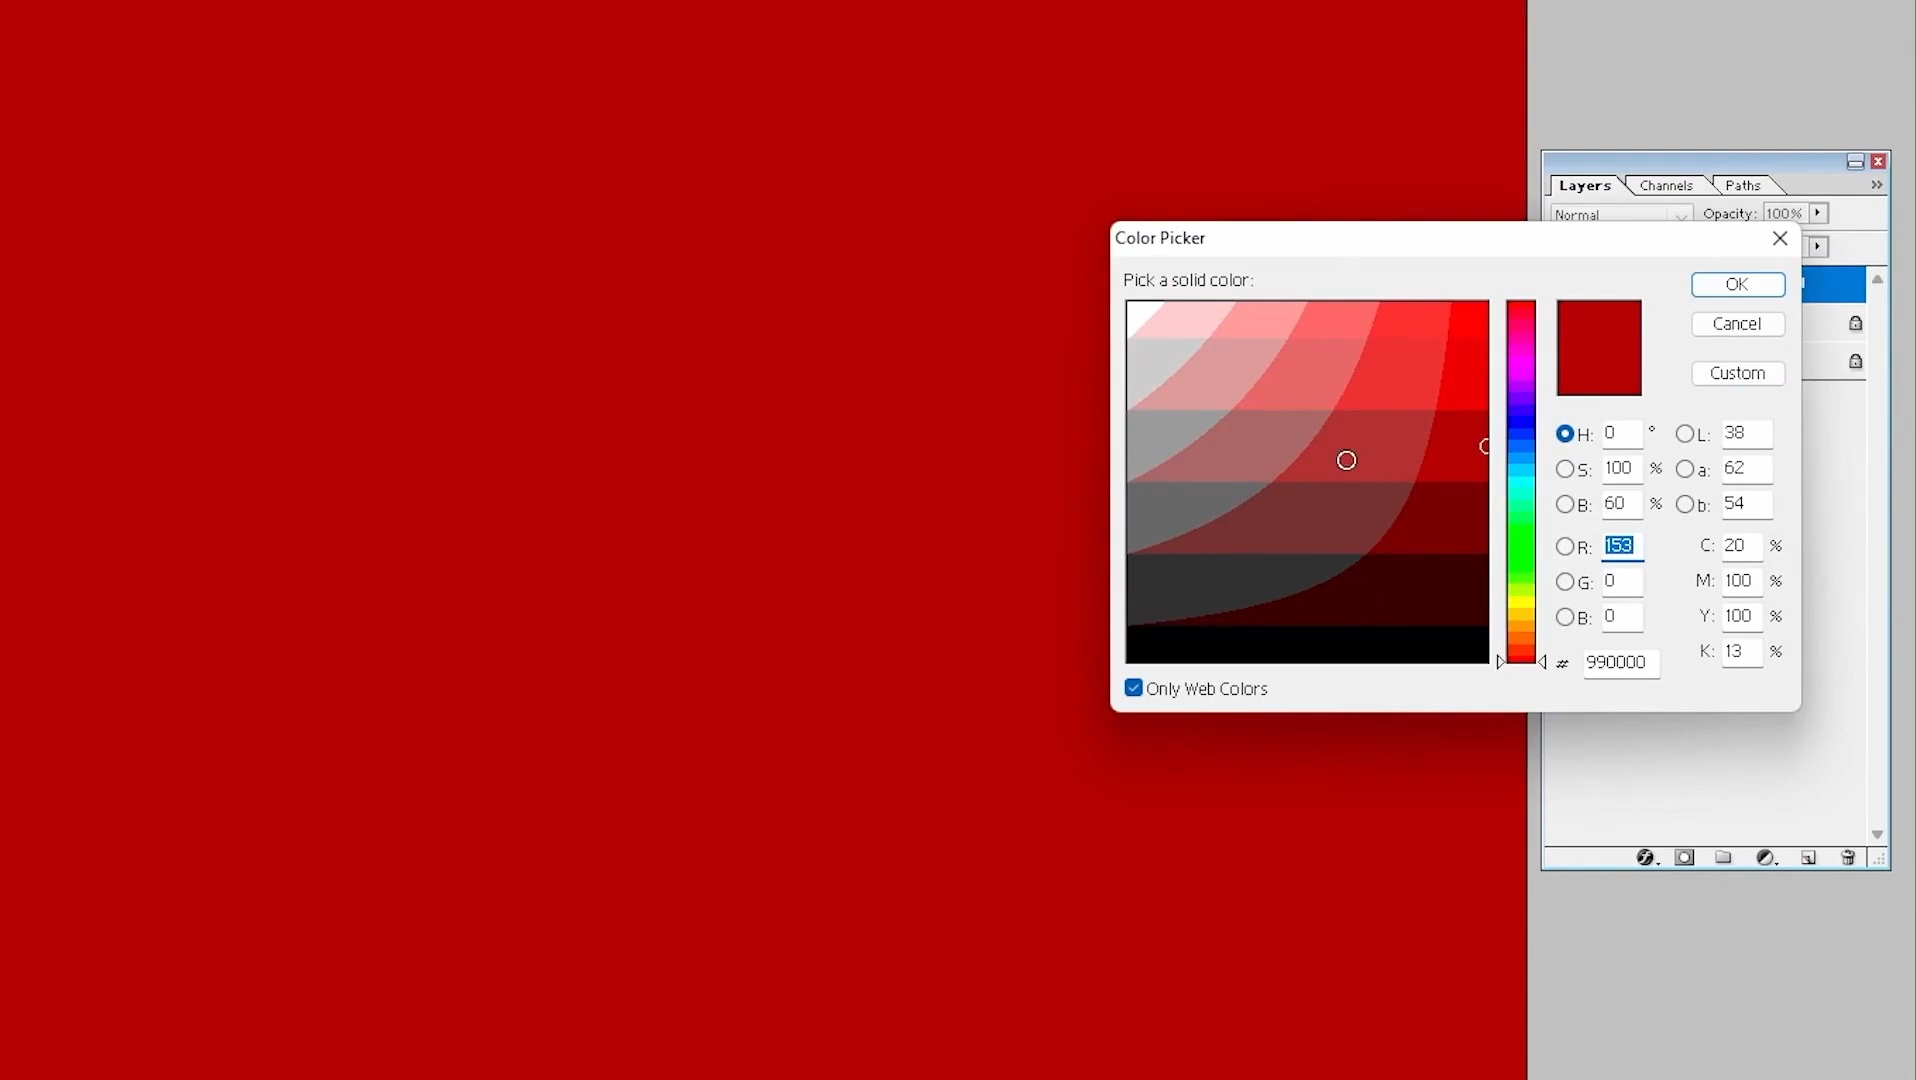 Layers Channels Paths
Normal Opacity: 100%
Color Picker
Pick a solid color:
OK
Cancel
Custom
H: 0 ° L: 38
S: 100 % a: 62
B: 60 % b: 54
R: 153 C: 20 %
G: 0 M: 100 %
B: 0 Y: 100 %
K: 13 %
# 990000
Only Web Colors